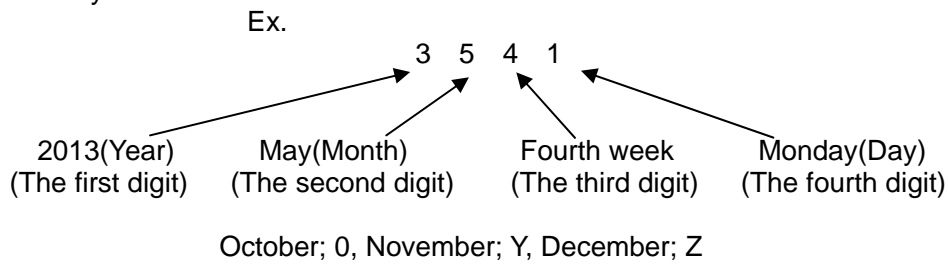 Ex.
3 5 4 1
2013(Year) May(Month) Fourth week Monday(Day)
(The first digit) (The second digit) (The third digit) (The fourth digit)
October; 0, November; Y, December; Z